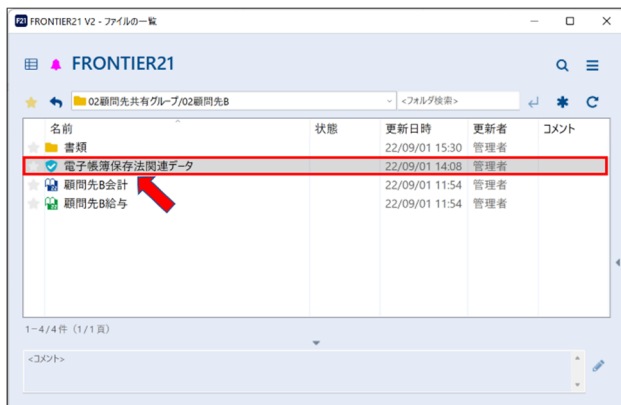 F21 FRONTIER21 V2 - ファイルの一覧
FRONTIER21
02顧問先共有グループ/02顧問先B <フォルダ検索>
名前 状態 更新日時 更新者 コメント
書類 22/09/01 15:30 管理者
電子帳簿保存法関連データ 22/09/01 14:08 管理者
顧問先B会計 22/09/01 11:54 管理者
顧問先B給与 22/09/01 11:54 管理者
1-4/4件 (1/1頁)
<コメント>